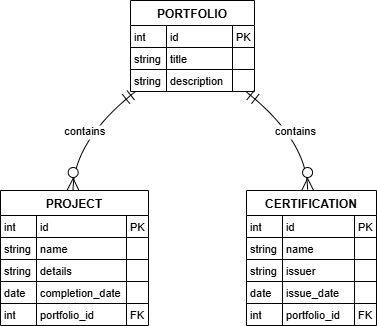 PORTFOLIO
int id PK
string title
string description
contains contains
PROJECT CERTIFICATION
int id PK int id PK
string name string name
string details string issuer
date completion_date date issue_date
int portfolio_id FK int portfolio_id FK